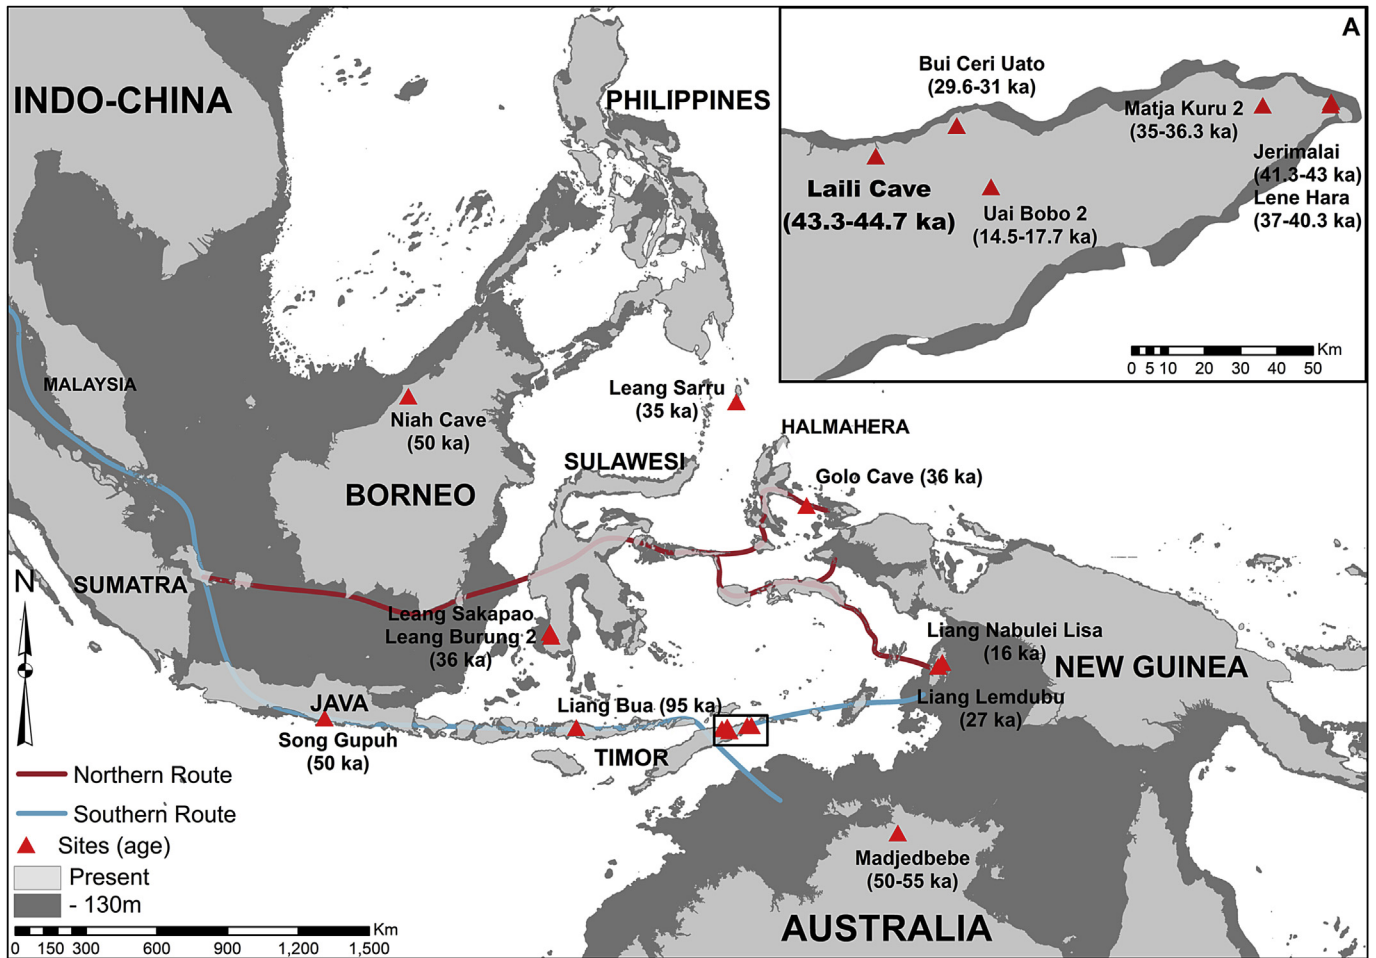 A
INDO-CHINA
PHILIPPINES
Bui Ceri Uato
(29.6-31 ka)
Matja Kuru 2
(35-36.3 ka)
Jerimalai
(41.3-43 ka)
Lene Hara
(37-40.3 ka)
Laili Cave
(43.3-44.7 ka)
Uai Bobo 2
(14.5-17.7 ka)
Km
0 5 10 20 30 40 50
MALAYSIA
Niah Cave
(50 ka)
Leang Sarru
(35 ka)
HALMAHERA
SULAWESI
Golo Cave (36 ka)
BORNEO
N
SUMATRA
Leang Sakapao
Leang Burung 2
(36 ka)
Liang Nabulei Lisa
(16 ka)
NEW GUINEA
Liang Lemdubu
(27 ka)
JAVA
Liang Bua (95 ka)
Song Gupuh
(50 ka)
TIMOR
Northern Route
Southern Route
Sites (age)
Present
- 130m
Km
0 150 300 600 900 1,200 1,500
Madjedbebe
(50-55 ka)
AUSTRALIA